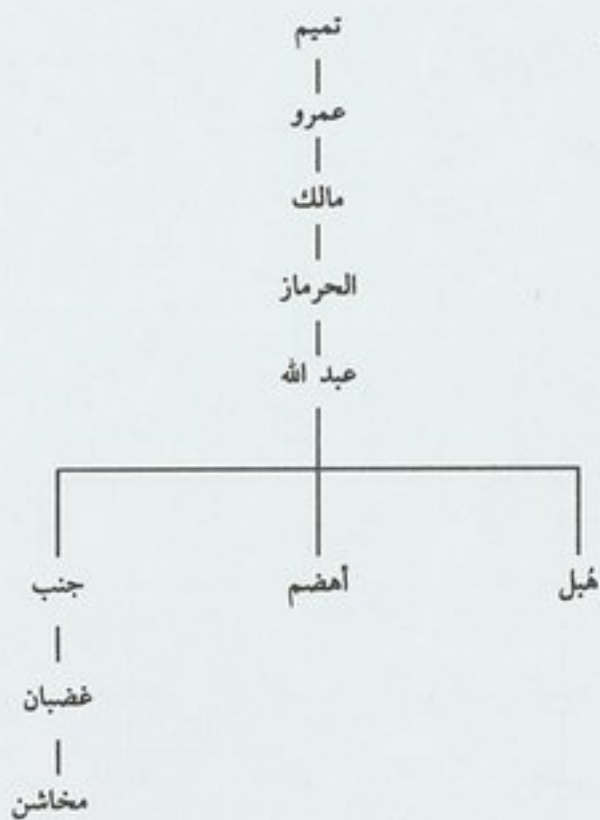 تميم
عمرو
مالك
الحرماز
عبد الله
هُبل أهضم جنب
غضبان
مخاشن